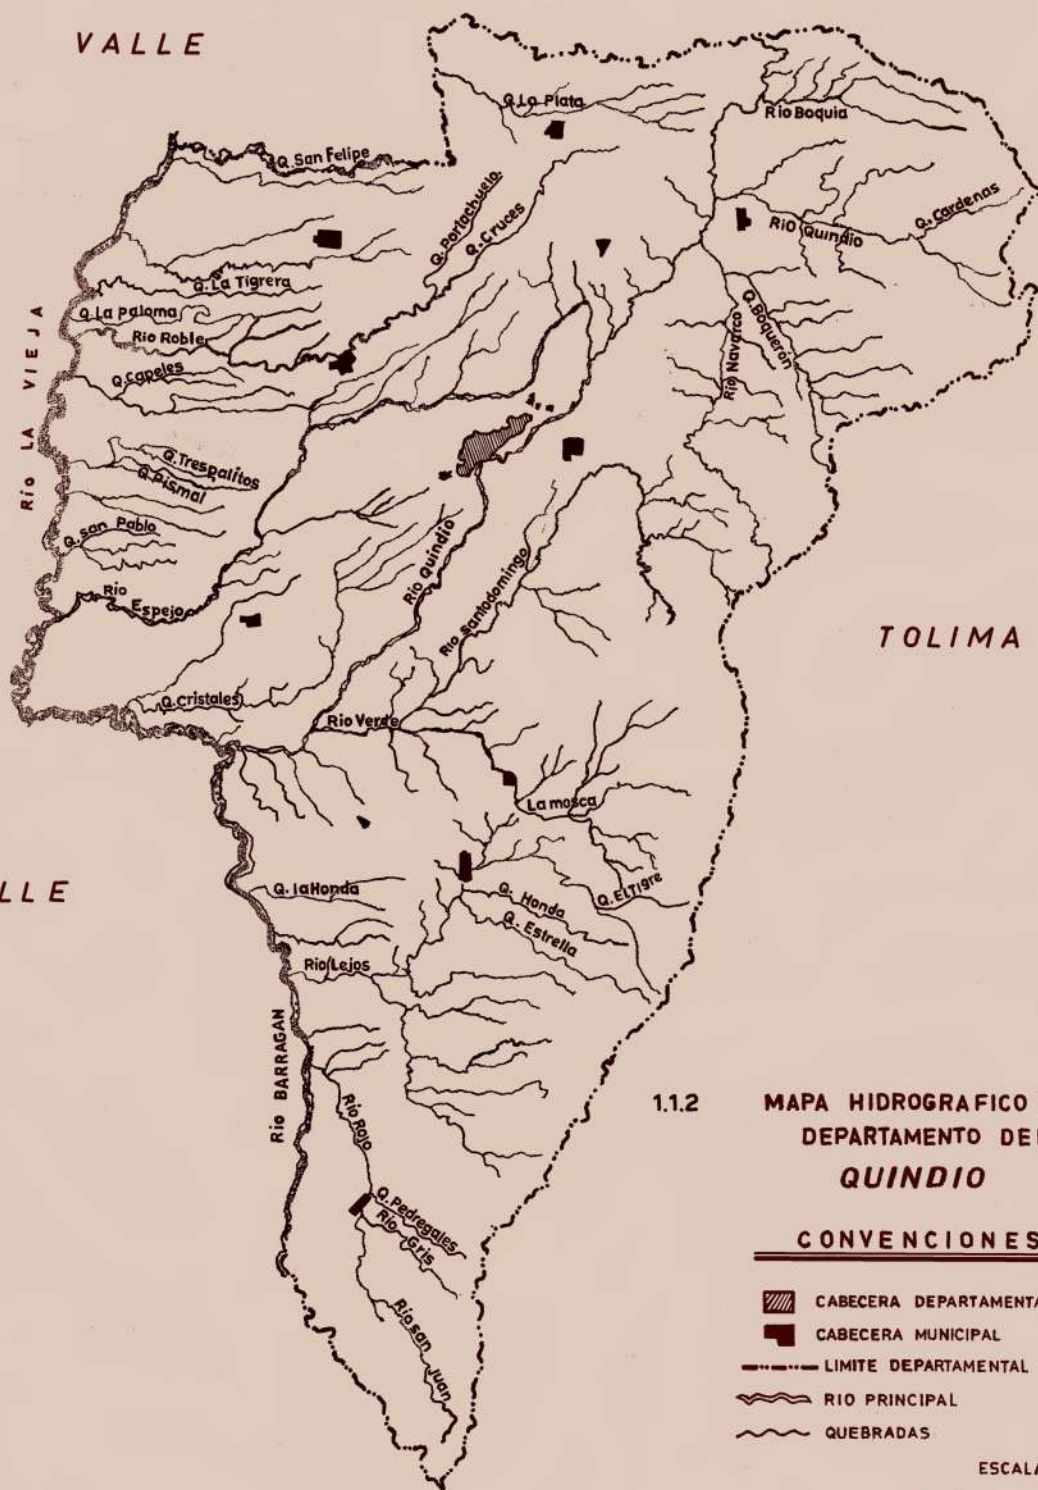 VALLE
Q. La Plata
Rio Boquia
Q. San Felipe
Q. Portachuelo
Q. Cruces
Q. Cardenas
Rio Quindio
Q. La Tigrera
Q. La Paloma
Rio Roble
Q. Boquerón
Rio Navarco
Q. Capeles
RIO LA VIEJA
Q. Trespalitos
Q. Pismal
Q. san Pablo
Rio Quindio
Rio Espejo
Rio Santodomingo
TOLIMA
Q. Cristales
Rio Verde
La mosca
LLE
Q. la Honda
Q. Honda
Q. El Tigre
Q. Estrella
Rio Lejos
Rio BARRAGAN
Rio Rojo
Q. Pedregales
Rio Gris
Rio san Juan
1.1.2 MAPA HIDROGRAFICO
DEPARTAMENTO DE
QUINDIO
CONVENCIONES
CABECERA DEPARTAMENTA
CABECERA MUNICIPAL
LIMITE DEPARTAMENTAL
RIO PRINCIPAL
QUEBRADAS
ESCALA